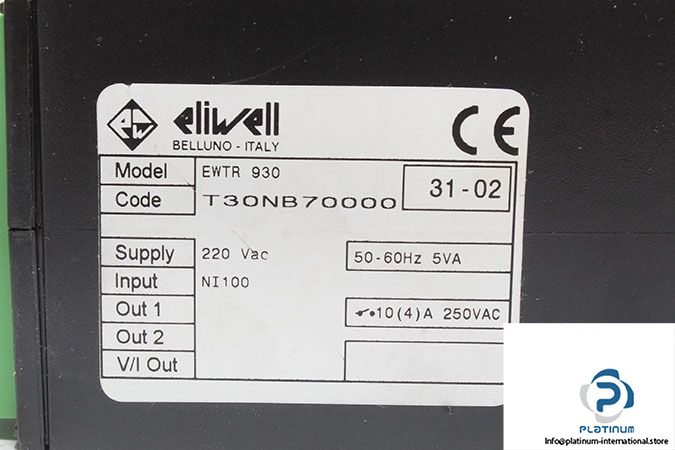 ew eliwell CE
BELLUNO - ITALY
Model EWTR 930 31-02
Code T30NB70000
Supply 220 Vac 50-60Hz 5VA
Input NI100
Out 1 10(4)A 250VAC
Out 2
V/I Out
PLATINUM
Info@platinum-international.store